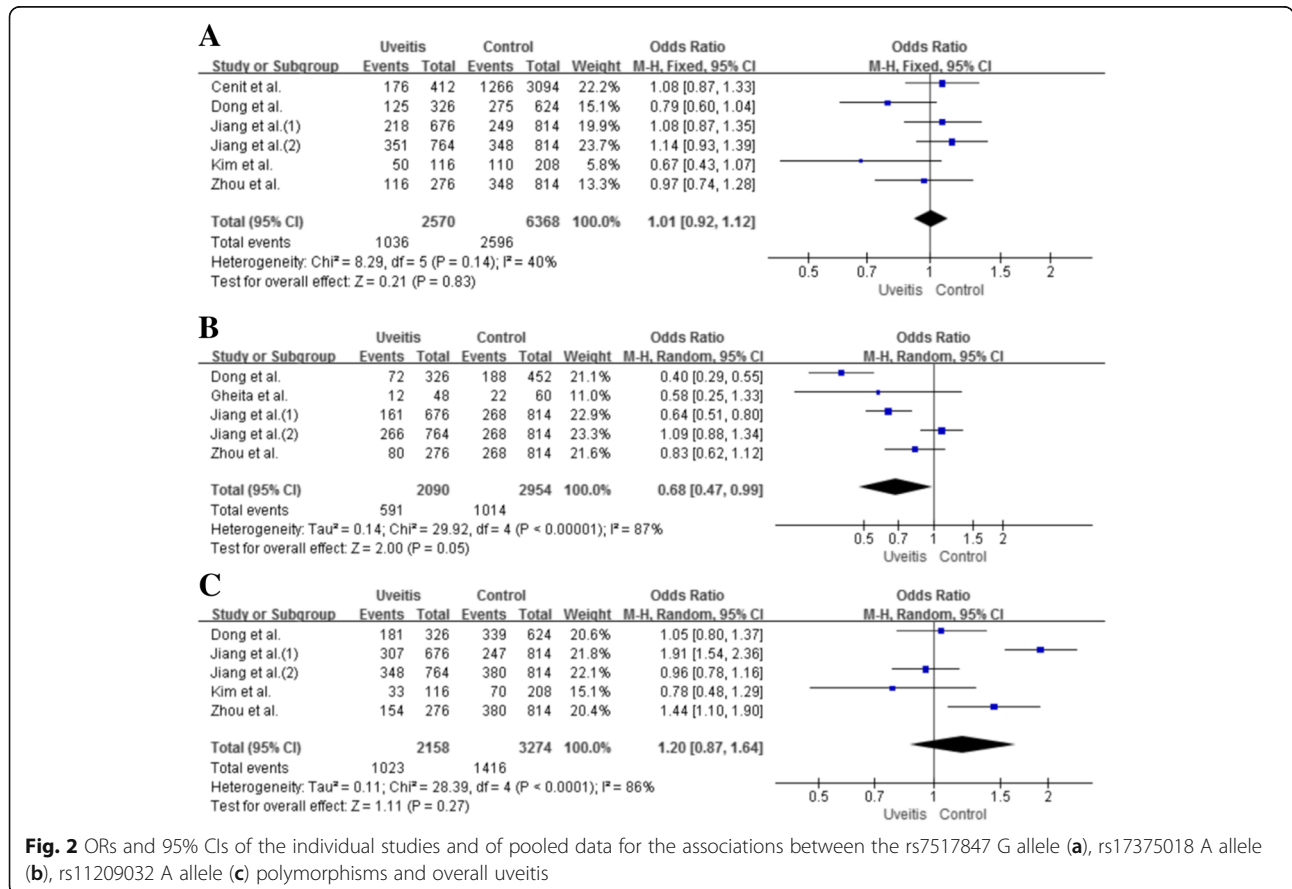 A
Uveitis Control Odds Ratio Odds Ratio
Study or Subgroup Events Total Events Total Weight M-H, Fixed, 95% CI M-H, Fixed, 95% CI
Cenit et al. 176 412 1266 3094 22.2% 1.08 [0.87, 1.33]
Dong et al. 125 326 275 624 15.1% 0.79 [0.60, 1.04]
Jiang et al.(1) 218 676 249 814 19.9% 1.08 [0.87, 1.35]
Jiang et al.(2) 351 764 348 814 23.7% 1.14 [0.93, 1.39]
Kim et al. 50 116 110 208 5.8% 0.67 [0.43, 1.07]
Zhou et al. 116 276 348 814 13.3% 0.97 [0.74, 1.28]
Total (95% CI) 2570 6368 100.0% 1.01 [0.92, 1.12]
Total events 1036 2596
Heterogeneity: Chi² = 8.29, df = 5 (P = 0.14); I² = 40%
Test for overall effect: Z = 0.21 (P = 0.83)
0.5 0.7 1 1.5 2
Uveitis Control
B
Uveitis Control Odds Ratio Odds Ratio
Study or Subgroup Events Total Events Total Weight M-H, Random, 95% CI M-H, Random, 95% CI
Dong et al. 72 326 188 452 21.1% 0.40 [0.29, 0.55]
Gheita et al. 12 48 22 60 11.0% 0.58 [0.25, 1.33]
Jiang et al.(1) 161 676 268 814 22.9% 0.64 [0.51, 0.80]
Jiang et al.(2) 266 764 268 814 23.3% 1.09 [0.88, 1.34]
Zhou et al. 80 276 268 814 21.6% 0.83 [0.62, 1.12]
Total (95% CI) 2090 2954 100.0% 0.68 [0.47, 0.99]
Total events 591 1014
Heterogeneity: Tau² = 0.14; Chi² = 29.92, df = 4 (P < 0.00001); I² = 87%
Test for overall effect: Z = 2.00 (P = 0.05)
0.5 0.7 1 1.5 2
Uveitis Control
C
Uveitis Control Odds Ratio Odds Ratio
Study or Subgroup Events Total Events Total Weight M-H, Random, 95% CI M-H, Random, 95% CI
Dong et al. 181 326 339 624 20.6% 1.05 [0.80, 1.37]
Jiang et al.(1) 307 676 247 814 21.8% 1.91 [1.54, 2.36]
Jiang et al.(2) 348 764 380 814 22.1% 0.96 [0.78, 1.16]
Kim et al. 33 116 70 208 15.1% 0.78 [0.48, 1.29]
Zhou et al. 154 276 380 814 20.4% 1.44 [1.10, 1.90]
Total (95% CI) 2158 3274 100.0% 1.20 [0.87, 1.64]
Total events 1023 1416
Heterogeneity: Tau² = 0.11; Chi² = 28.39, df = 4 (P < 0.0001); I² = 86%
Test for overall effect: Z = 1.11 (P = 0.27)
0.5 0.7 1 1.5 2
Uveitis Control
Fig. 2 ORs and 95% CIs of the individual studies and of pooled data for the associations between the rs7517847 G allele (a), rs17375018 A allele
(b), rs11209032 A allele (c) polymorphisms and overall uveitis